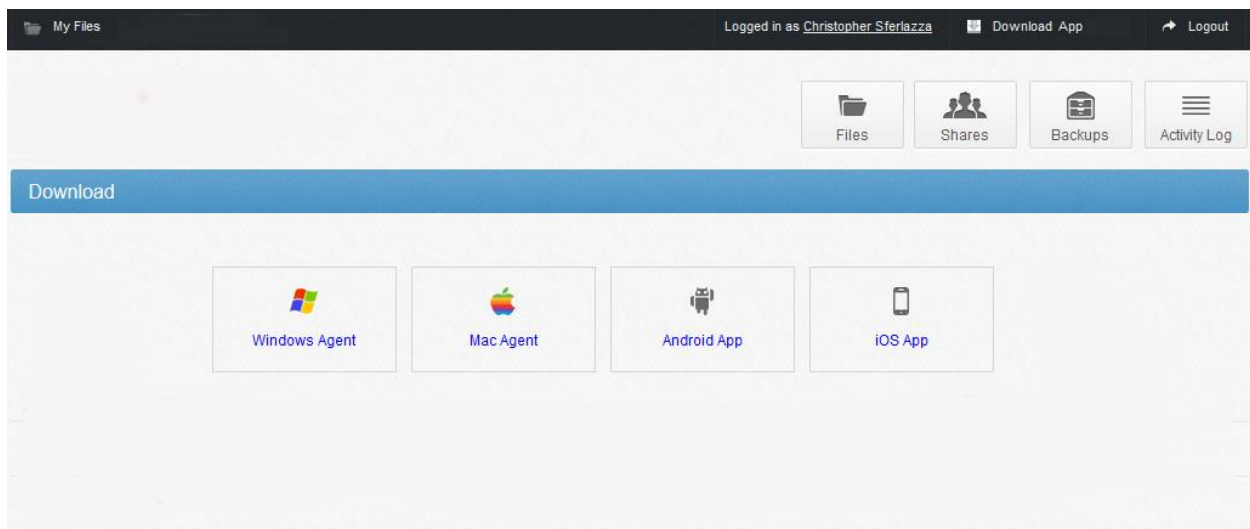 My Files
Logged in as Christopher Sferlazza
Download App
Logout
Files
Shares
Backups
Activity Log
Download
Windows Agent
Mac Agent
Android App
iOS App